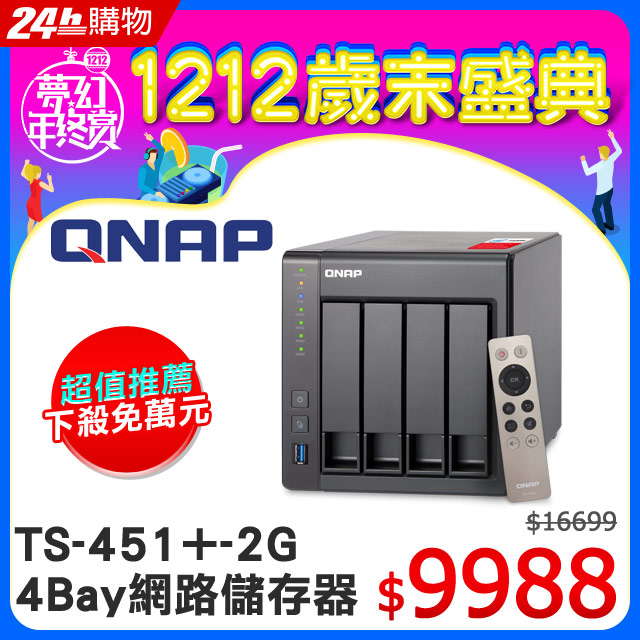 24h購物
1212
夢幻
年終賞
1212歲末盛典
QNAP
QNAP
OK
QNAP
超值推薦
下殺免萬元
$16699
TS-451+-2G
4Bay網路儲存器
$9988